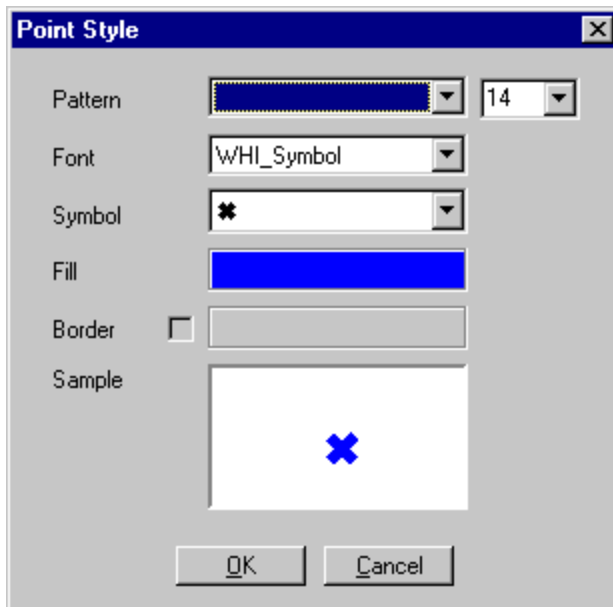 Point Style
Pattern 14
Font WHI_Symbol
Symbol ✖
Fill
Border
Sample
OK Cancel